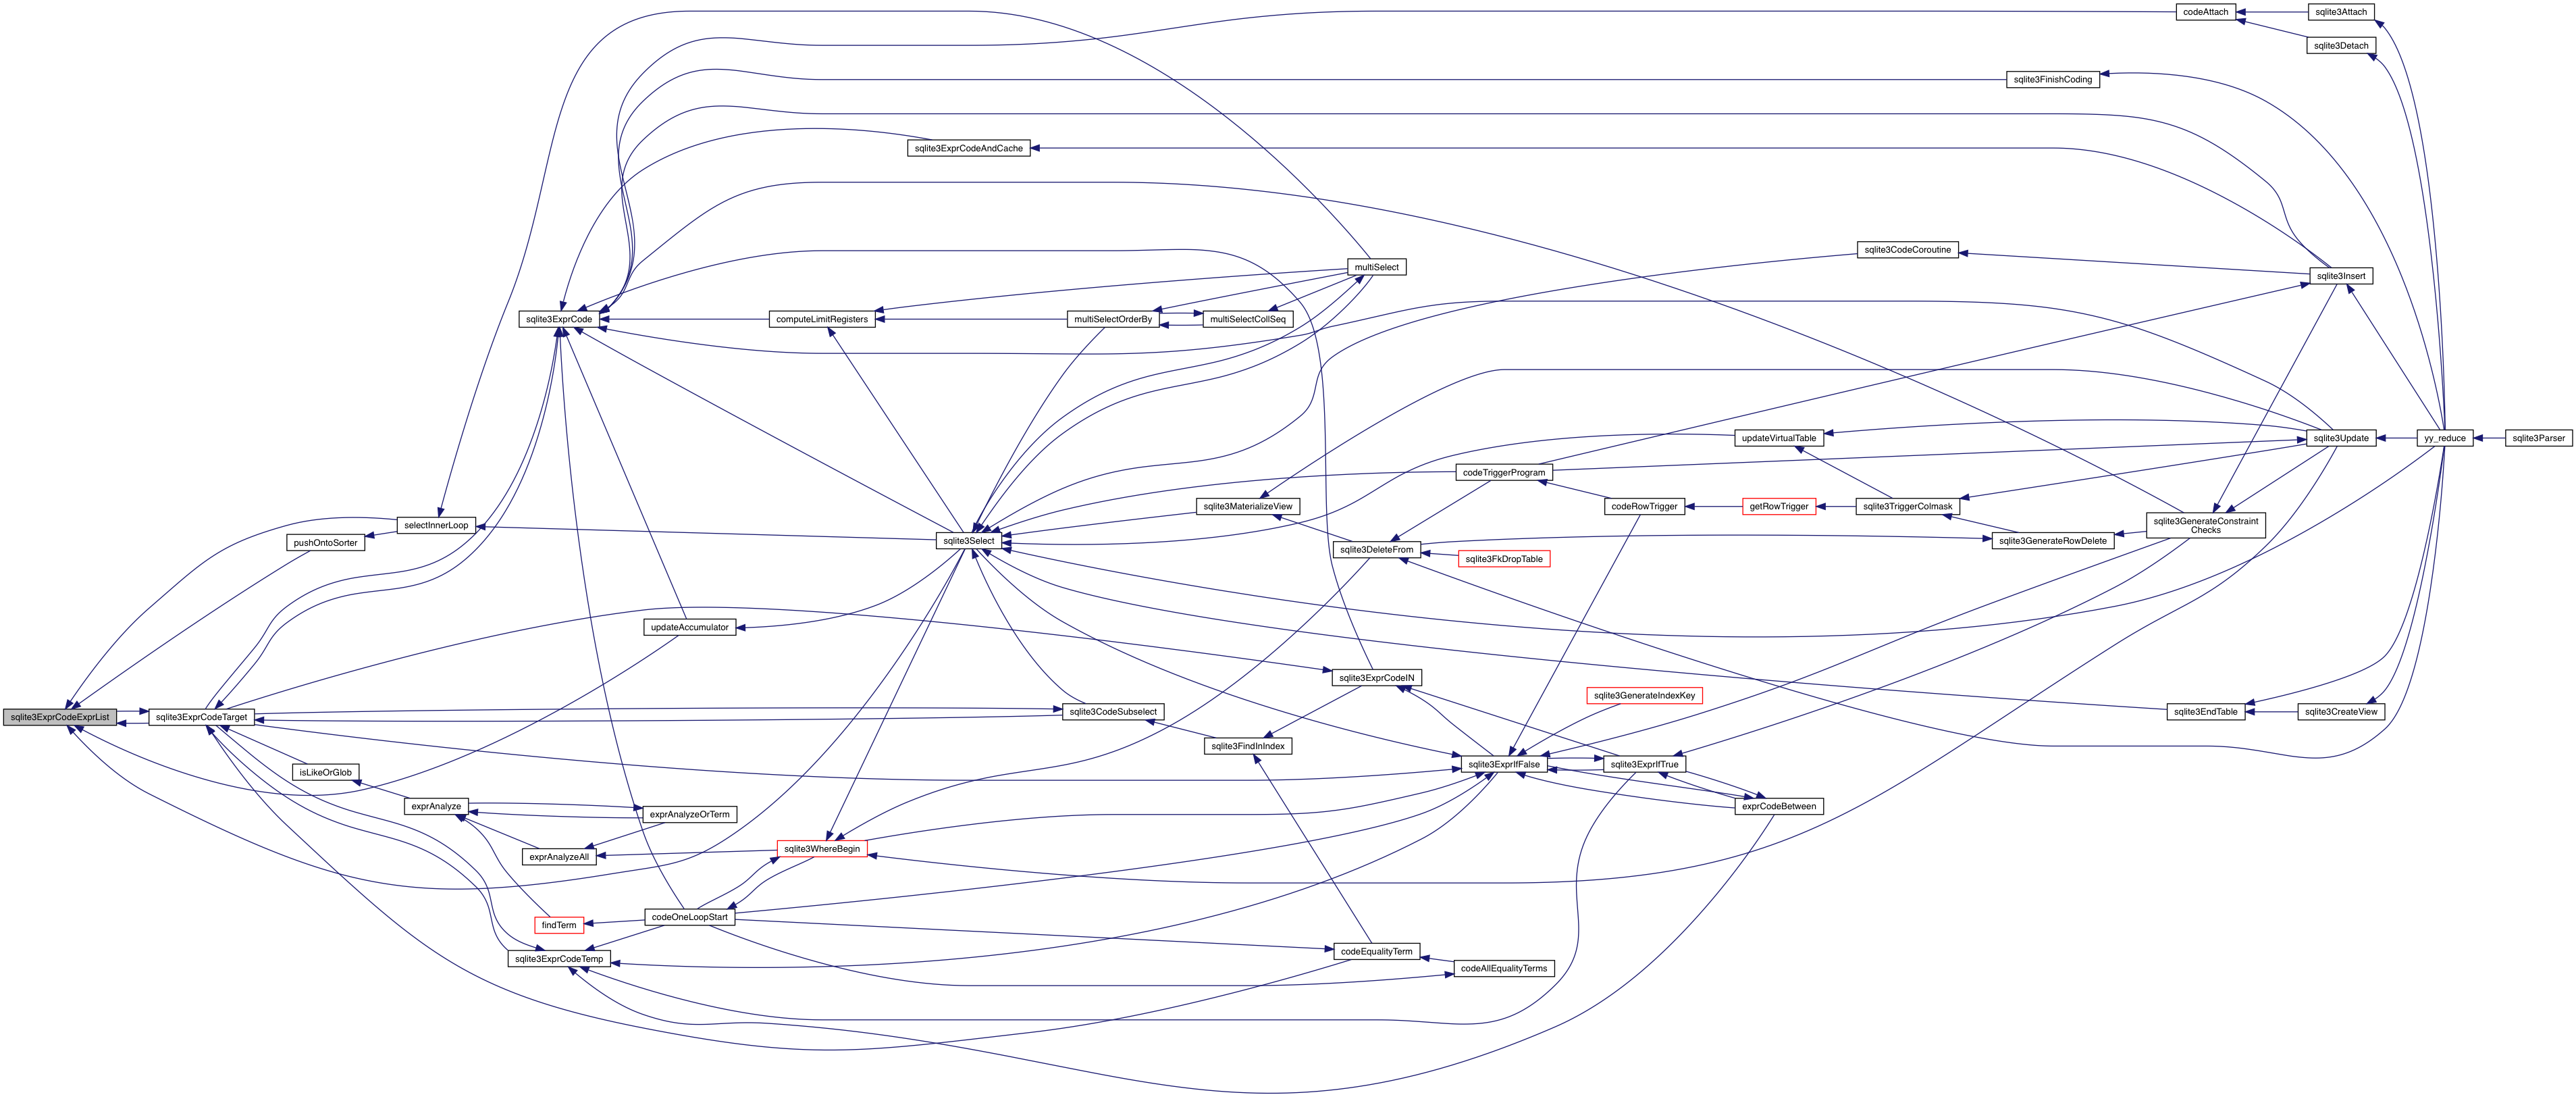 codeAttach
sqlite3Attach
sqlite3Detach
sqlite3FinishCoding
sqlite3ExprCodeAndCache
sqlite3CodeCoroutine
multiSelect
sqlite3Insert
sqlite3ExprCode
computeLimitRegisters
multiSelectOrderBy
multiSelectCollSeq
updateVirtualTable
sqlite3Update
yy_reduce
sqlite3Parser
codeTriggerProgram
sqlite3MaterializeView
codeRowTrigger
getRowTrigger
sqlite3TriggerColmask
selectInnerLoop
sqlite3GenerateConstraint
Checks
pushOntoSorter
sqlite3Select
sqlite3DeleteFrom
sqlite3GenerateRowDelete
sqlite3FkDropTable
updateAccumulator
sqlite3ExprCodeIN
sqlite3GenerateIndexKey
sqlite3ExprCodeExprList
sqlite3ExprCodeTarget
sqlite3CodeSubselect
sqlite3EndTable
sqlite3CreateView
sqlite3FindInIndex
isLikeOrGlob
sqlite3ExprIfFalse
sqlite3ExprIfTrue
exprAnalyze
exprAnalyzeOrTerm
exprCodeBetween
exprAnalyzeAll
sqlite3WhereBegin
findTerm
codeOneLoopStart
sqlite3ExprCodeTemp
codeEqualityTerm
codeAllEqualityTerms